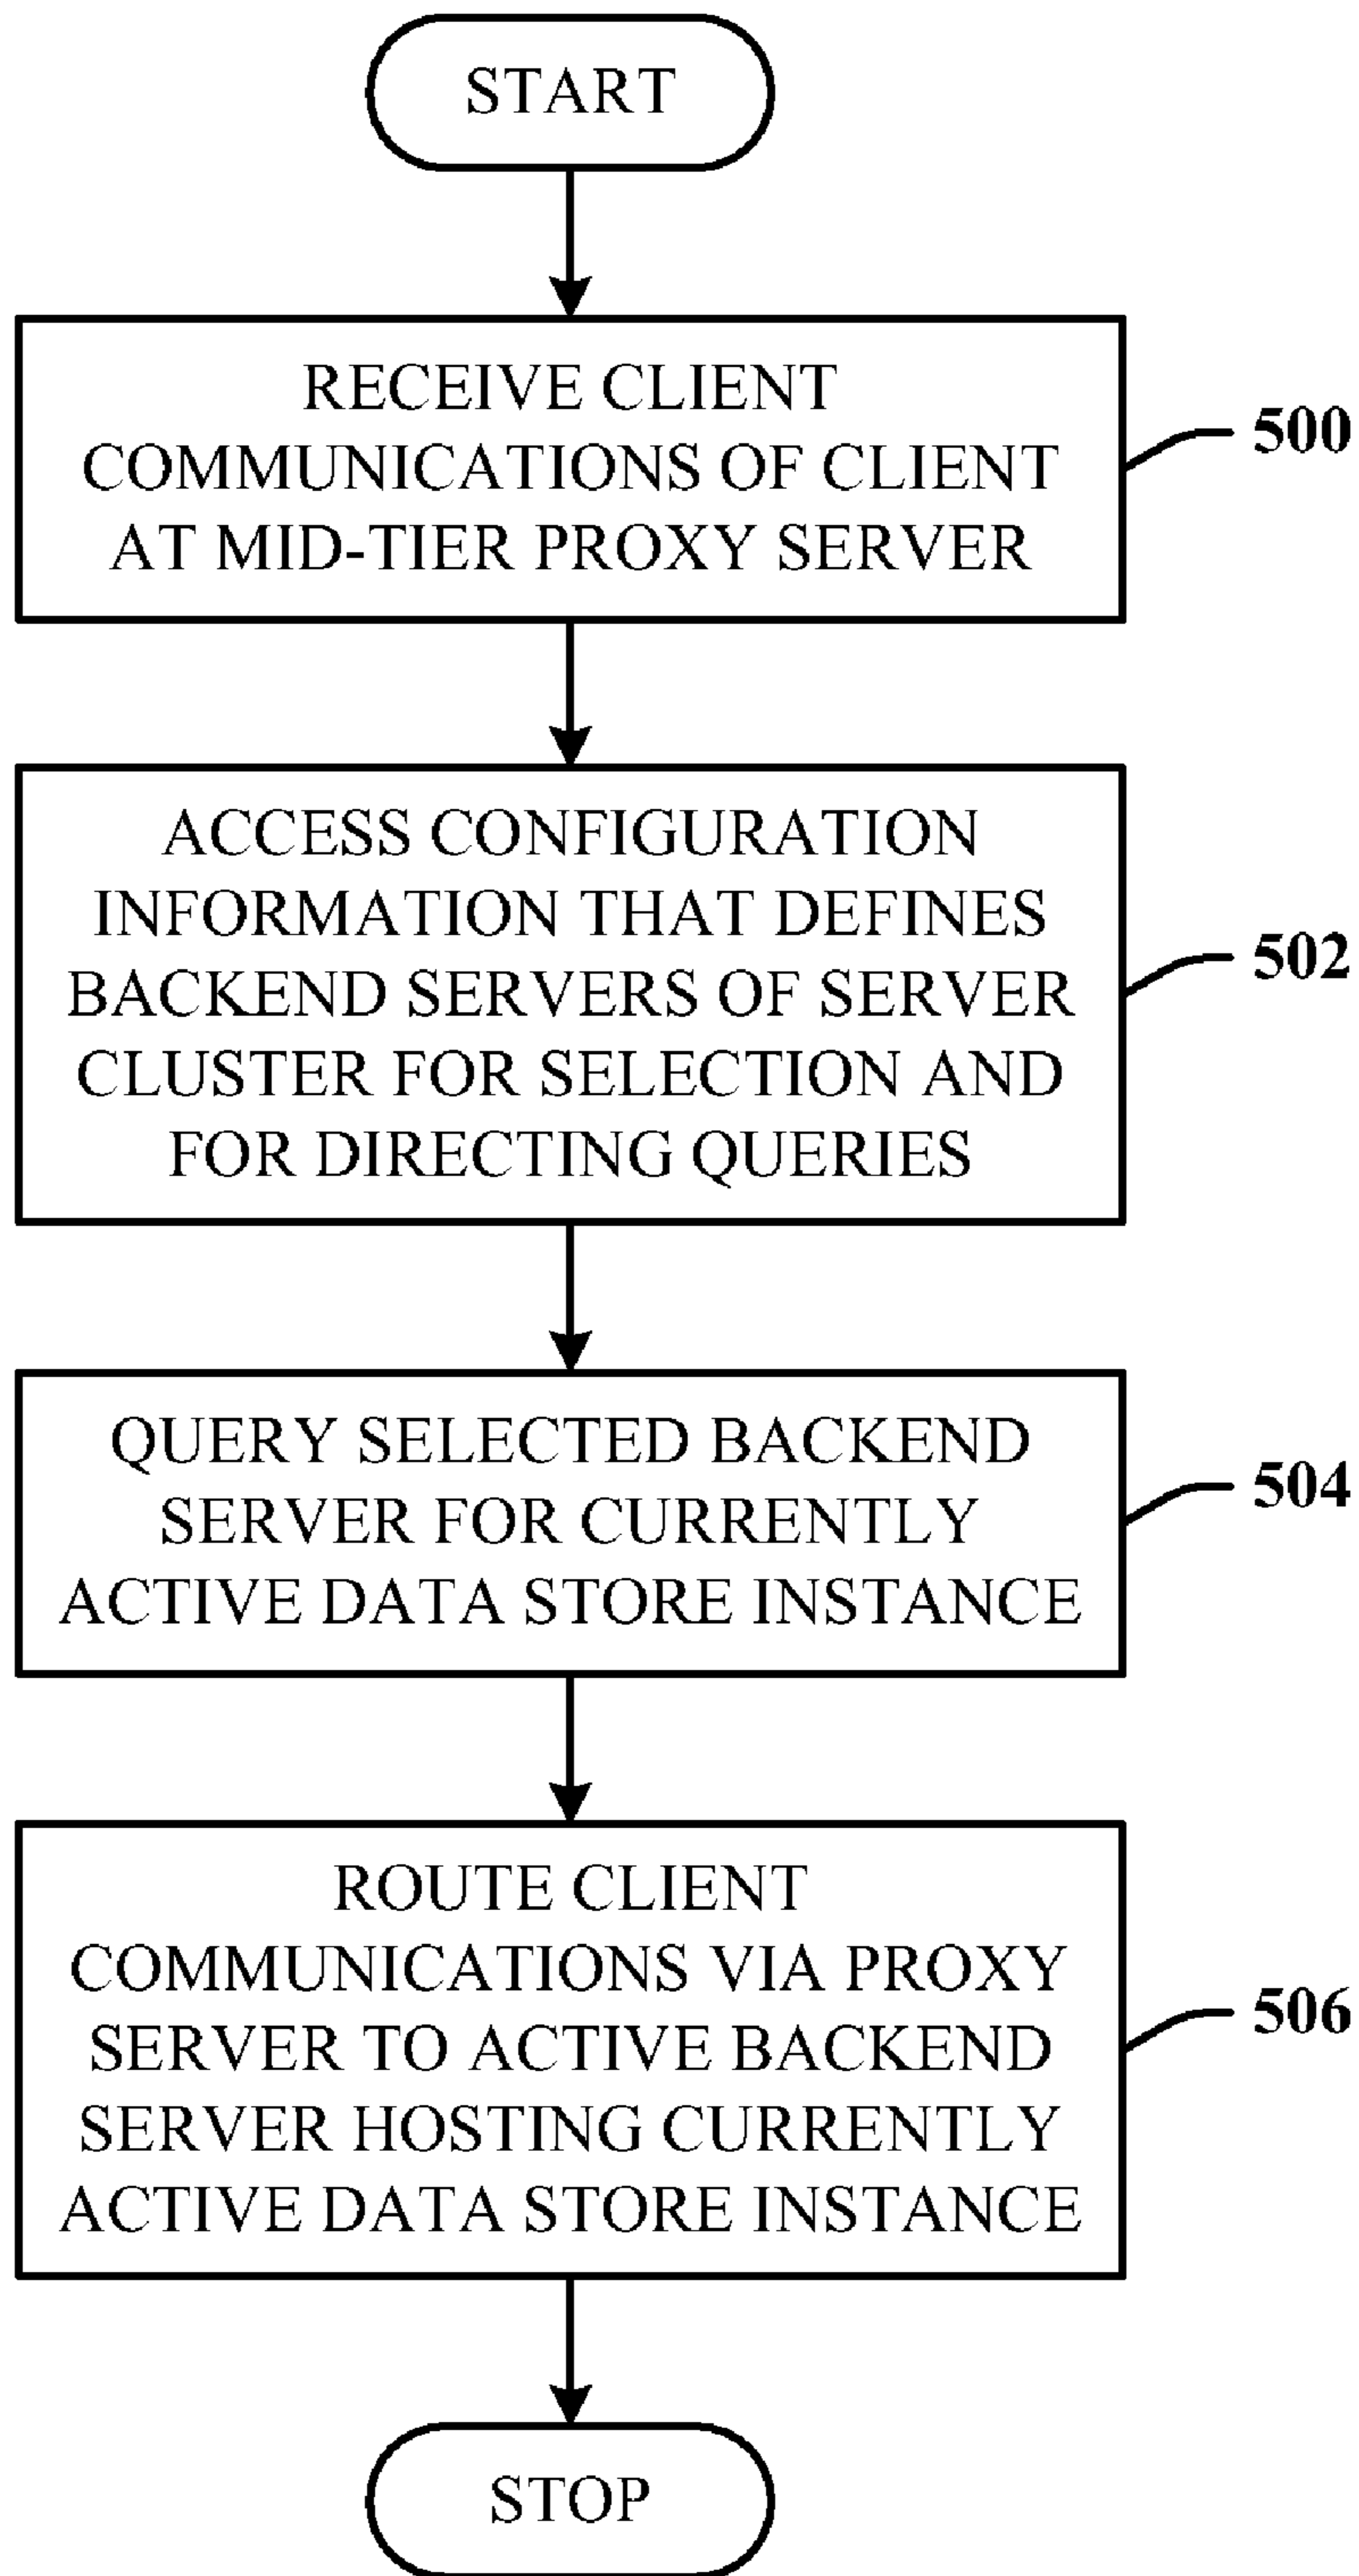 START
RECEIVE CLIENT
COMMUNICATIONS OF CLIENT
AT MID-TIER PROXY SERVER
500
ACCESS CONFIGURATION
INFORMATION THAT DEFINES
BACKEND SERVERS OF SERVER
CLUSTER FOR SELECTION AND
FOR DIRECTING QUERIES
502
QUERY SELECTED BACKEND
SERVER FOR CURRENTLY
ACTIVE DATA STORE INSTANCE
504
ROUTE CLIENT
COMMUNICATIONS VIA PROXY
SERVER TO ACTIVE BACKEND
SERVER HOSTING CURRENTLY
ACTIVE DATA STORE INSTANCE
506
STOP